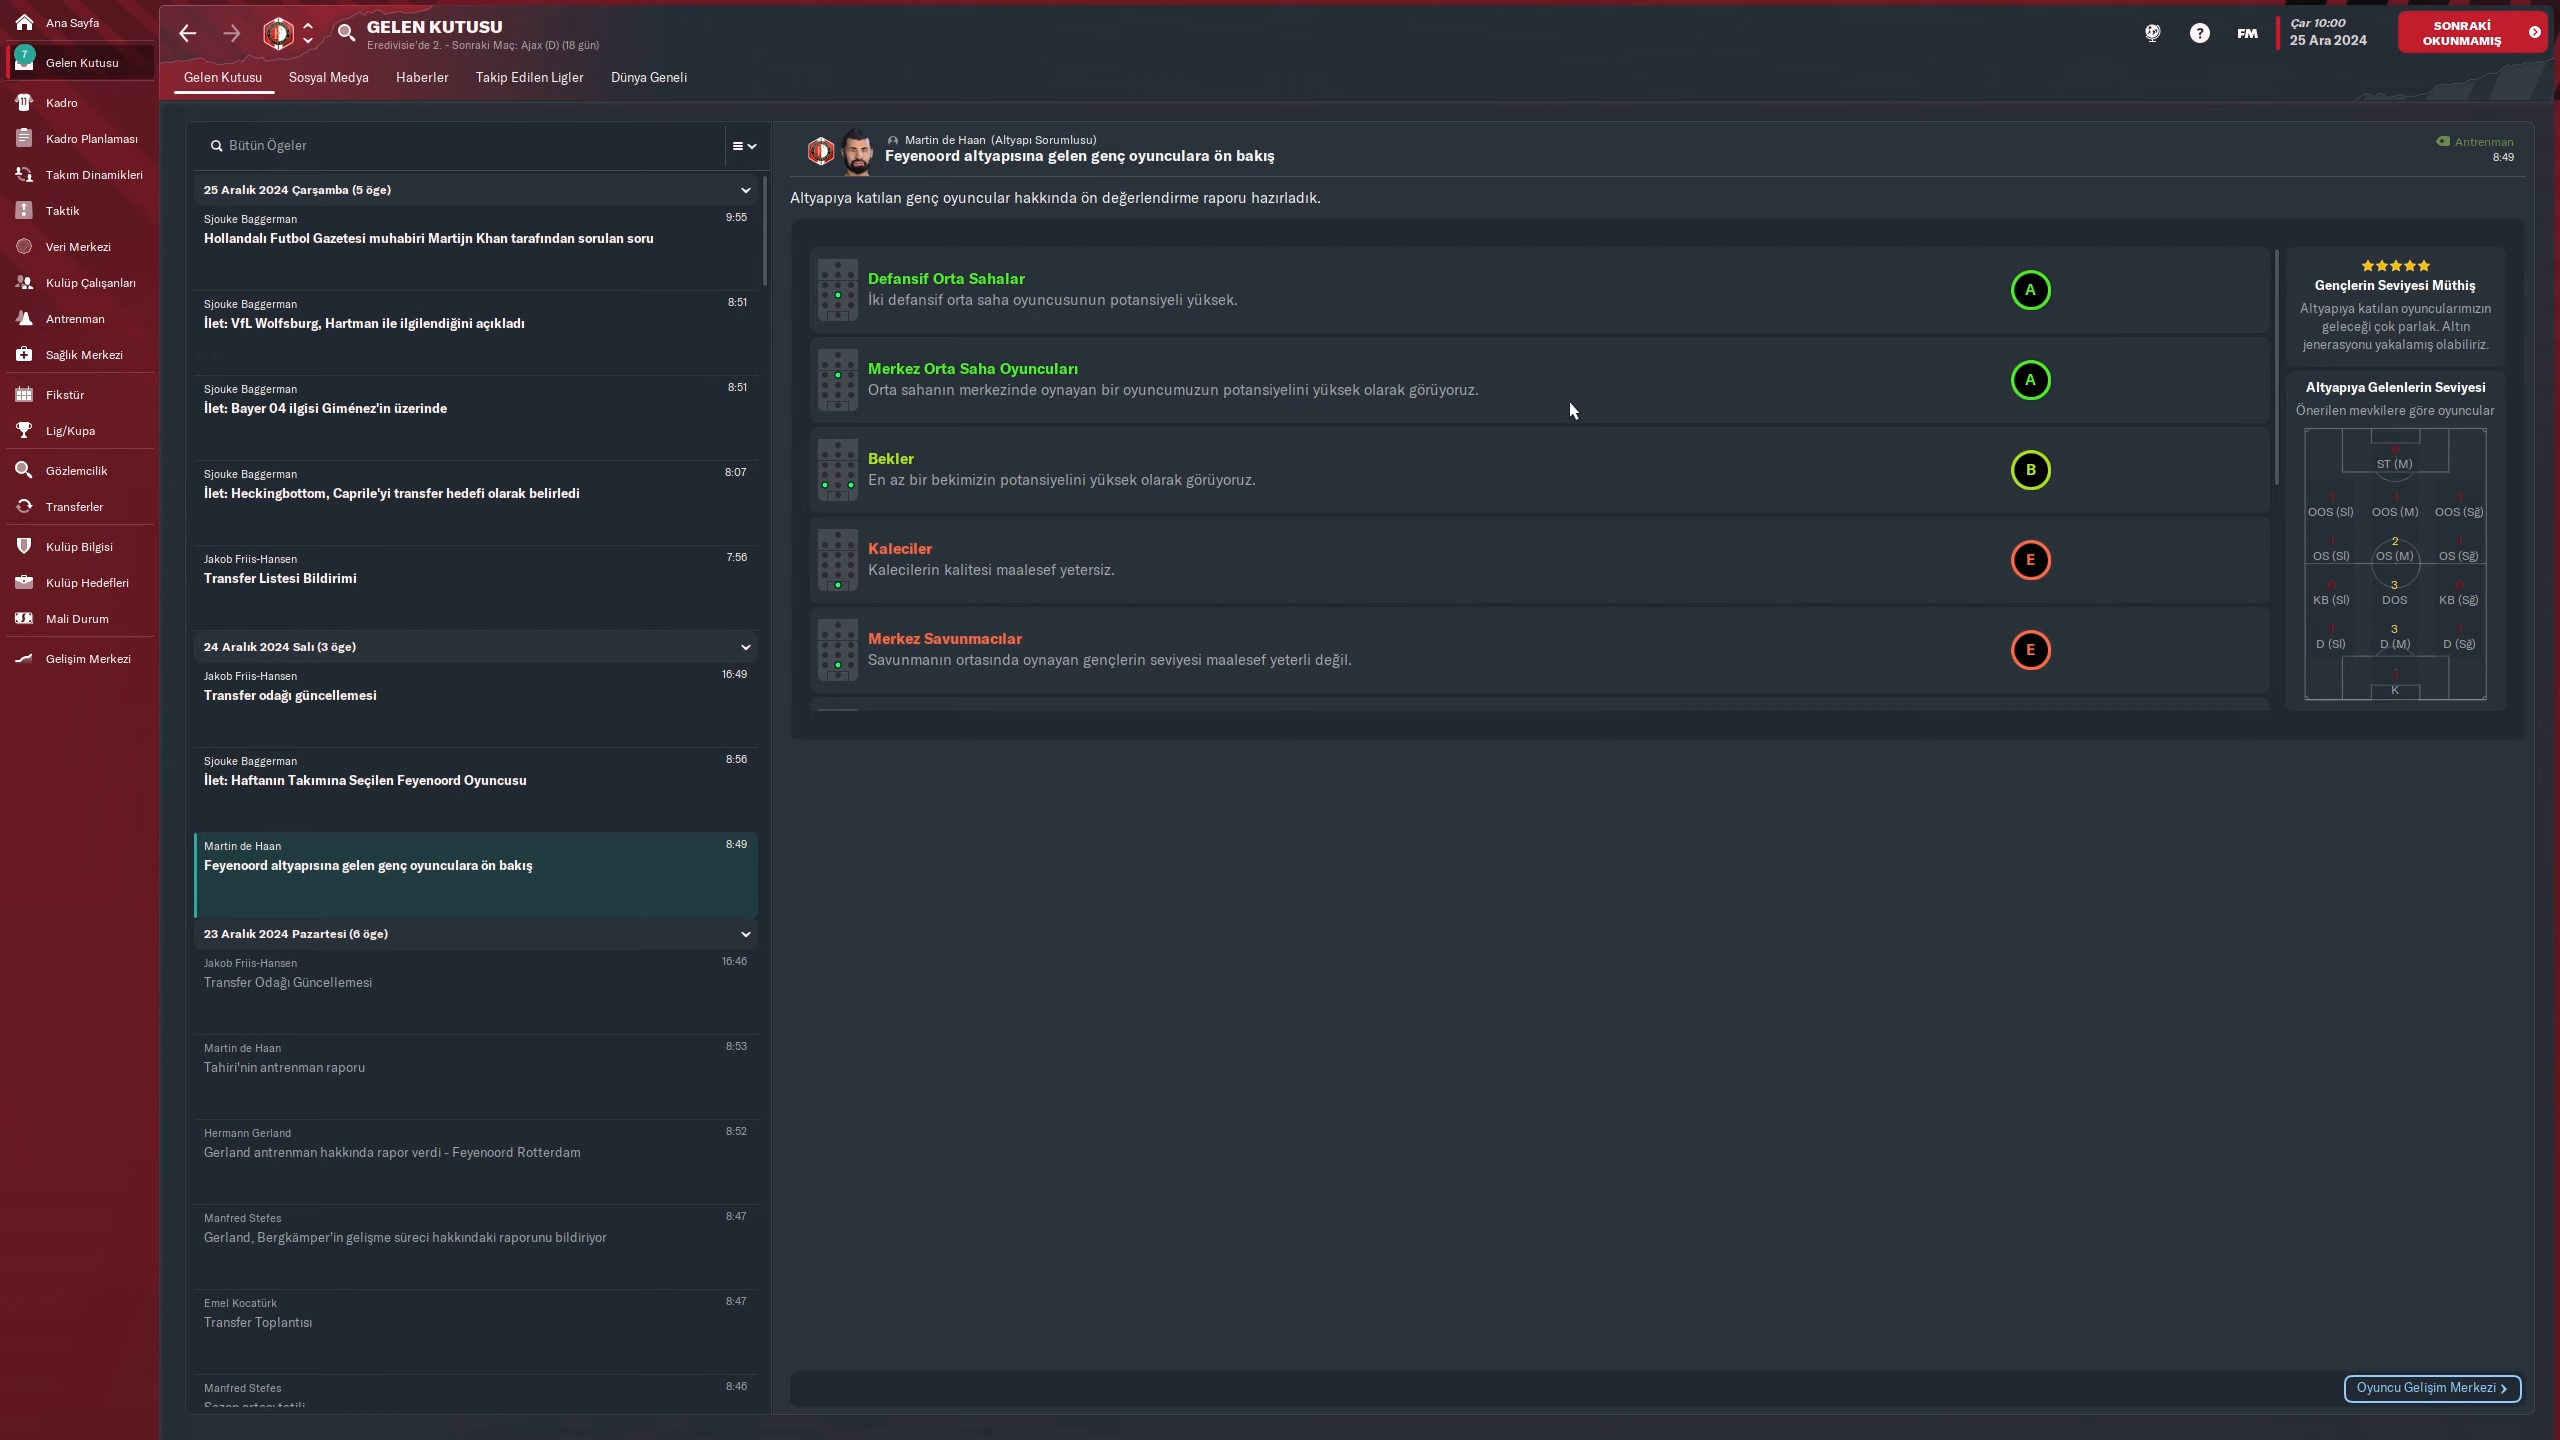 Ana Sayfa
7
Gelen Kutusu
Kadro
Kadro Planlaması
Takım Dinamikleri
Taktik
Veri Merkezi
Kulüp Çalışanları
Antrenman
Sağlık Merkezi
Fikstür
Lig/Kupa
Gözlemcilik
Transferler
Kulüp Bilgisi
Kulüp Hedefleri
Mali Durum
Gelişim Merkezi
GELEN KUTUSU
Eredivisie'de 2. - Sonraki Maç: Ajax (D) (18 gün)
Gelen Kutusu Sosyal Medya Haberler Takip Edilen Ligler Dünya Geneli
FM
Çar 10:00
25 Ara 2024
SONRAKİ
OKUNMAMIŞ
Bütün Ögeler
25 Aralık 2024 Çarşamba (5 öge)
Sjouke Baggerman 9:55
Hollandalı Futbol Gazetesi muhabiri Martijn Khan tarafından sorulan soru
Sjouke Baggerman 8:51
İlet: VfL Wolfsburg, Hartman ile ilgilendiğini açıkladı
Sjouke Baggerman 8:51
İlet: Bayer 04 ilgisi Giménez'in üzerinde
Sjouke Baggerman 8:07
İlet: Heckingbottom, Caprile'yi transfer hedefi olarak belirledi
Jakob Friis-Hansen 7:56
Transfer Listesi Bildirimi
24 Aralık 2024 Salı (3 öge)
Jakob Friis-Hansen 16:49
Transfer odağı güncellemesi
Sjouke Baggerman 8:56
İlet: Haftanın Takımına Seçilen Feyenoord Oyuncusu
Martin de Haan 8:49
Feyenoord altyapısına gelen genç oyunculara ön bakış
23 Aralık 2024 Pazartesi (6 öge)
Jakob Friis-Hansen 16:46
Transfer Odağı Güncellemesi
Martin de Haan 8:53
Tahiri'nin antrenman raporu
Hermann Gerland 8:52
Gerland antrenman hakkında rapor verdi - Feyenoord Rotterdam
Manfred Stefes 8:47
Gerland, Bergkämper'in gelişme süreci hakkındaki raporunu bildiriyor
Emel Kocatürk 8:47
Transfer Toplantısı
Manfred Stefes 8:46
Martin de Haan (Altyapı Sorumlusu)
Feyenoord altyapısına gelen genç oyunculara ön bakış
Antrenman
8:49
Altyapıya katılan genç oyuncular hakkında ön değerlendirme raporu hazırladık.
Defansif Orta Sahalar
İki defansif orta saha oyuncusunun potansiyeli yüksek.
A
Merkez Orta Saha Oyuncuları
Orta sahanın merkezinde oynayan bir oyuncumuzun potansiyelini yüksek olarak görüyoruz.
A
Bekler
En az bir bekimizin potansiyelini yüksek olarak görüyoruz.
B
Kaleciler
Kalecilerin kalitesi maalesef yetersiz.
E
Merkez Savunmacılar
Savunmanın ortasında oynayan gençlerin seviyesi maalesef yeterli değil.
E
Gençlerin Seviyesi Müthiş
Altyapıya katılan oyuncularımızın
geleceği çok parlak. Altın
jenerasyonu yakalamış olabiliriz.
Altyapıya Gelenlerin Seviyesi
Önerilen mevkilere göre oyuncular
0
ST (M)
1 1 1
OOS (Sl) OOS (M) OOS (Sğ)
1 2 1
OS (Sl) OS (M) OS (Sğ)
0 3 0
KB (Sl) DOS KB (Sğ)
1 3 1
D (Sl) D (M) D (Sğ)
1
K
Oyuncu Gelişim Merkezi